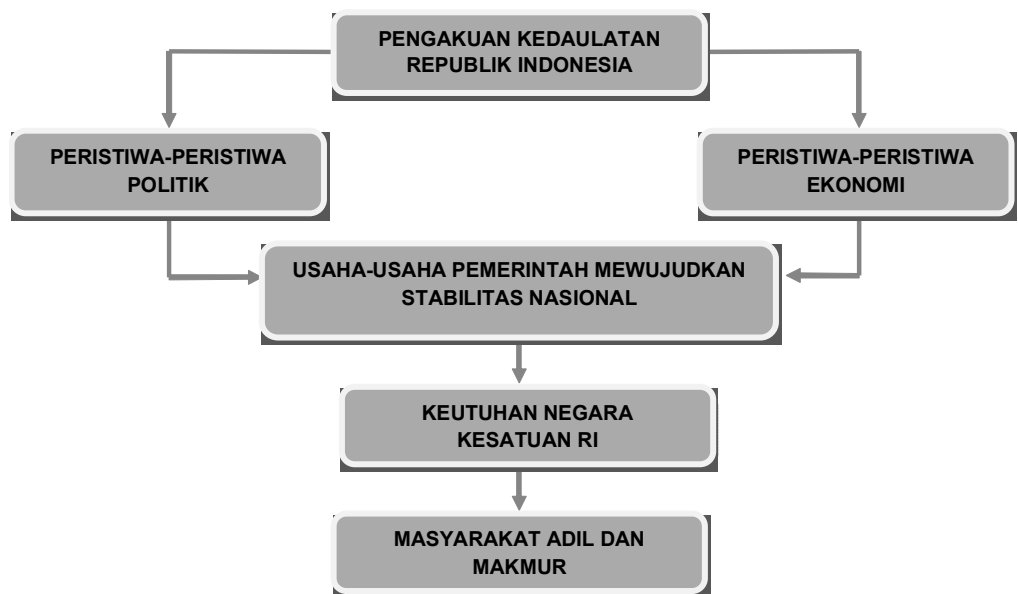 PENGAKUAN KEDAULATAN
REPUBLIK INDONESIA
PERISTIWA-PERISTIWA
POLITIK
PERISTIWA-PERISTIWA
EKONOMI
USAHA-USAHA PEMERINTAH MEWUJUDKAN
STABILITAS NASIONAL
KEUTUHAN NEGARA
KESATUAN RI
MASYARAKAT ADIL DAN
MAKMUR